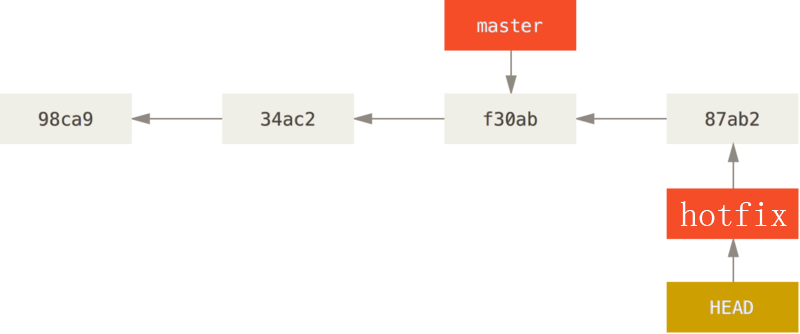 master
98ca9
34ac2
f30ab
87ab2
hotfix
HEAD